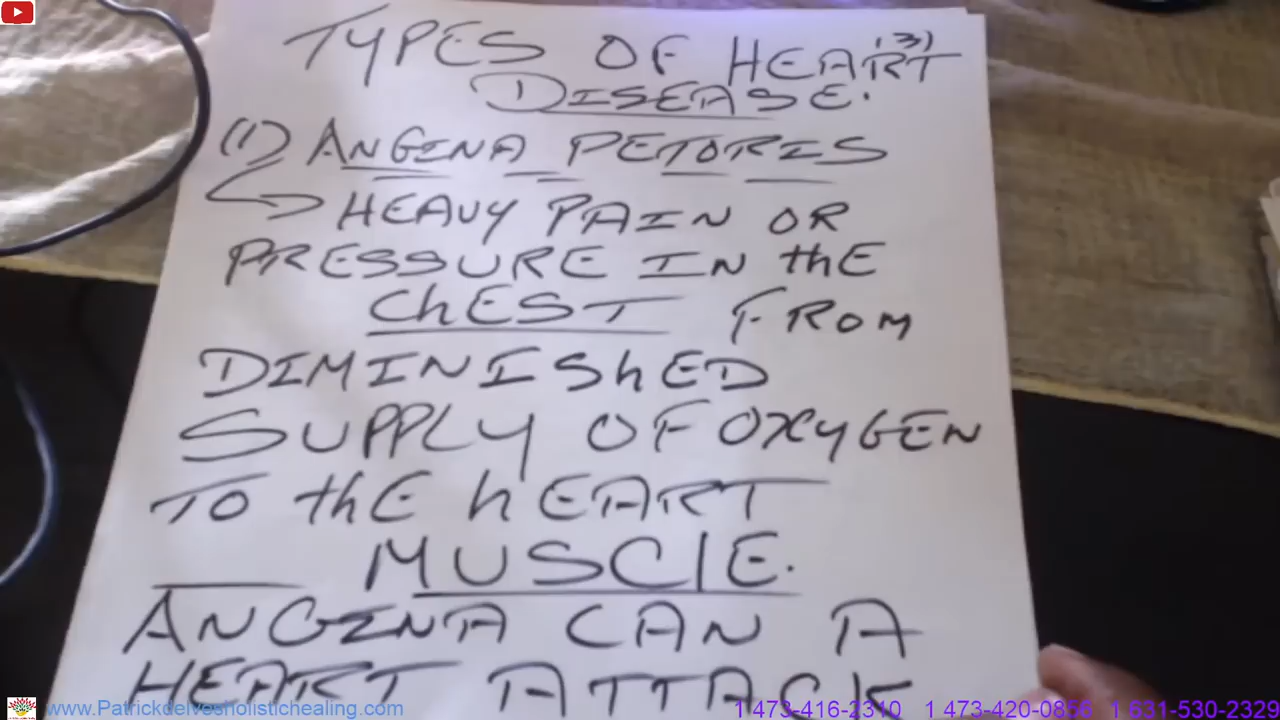 (3)
TYPES OF HEART
DISEASE.
(1) ANGINA PETORIS
HEAVY PAIN OR
PRESSURE IN thE
ChEST FROM
DIMINIShED
SUPPLY OF OXYGEN
TO thE hEART
MUSClE.
ANGINA CAN A
HEART ATTACK
www.Patrickdelvesholistichealing.com
1 473-416-2310 1 473-420-0856 1 631-530-2329